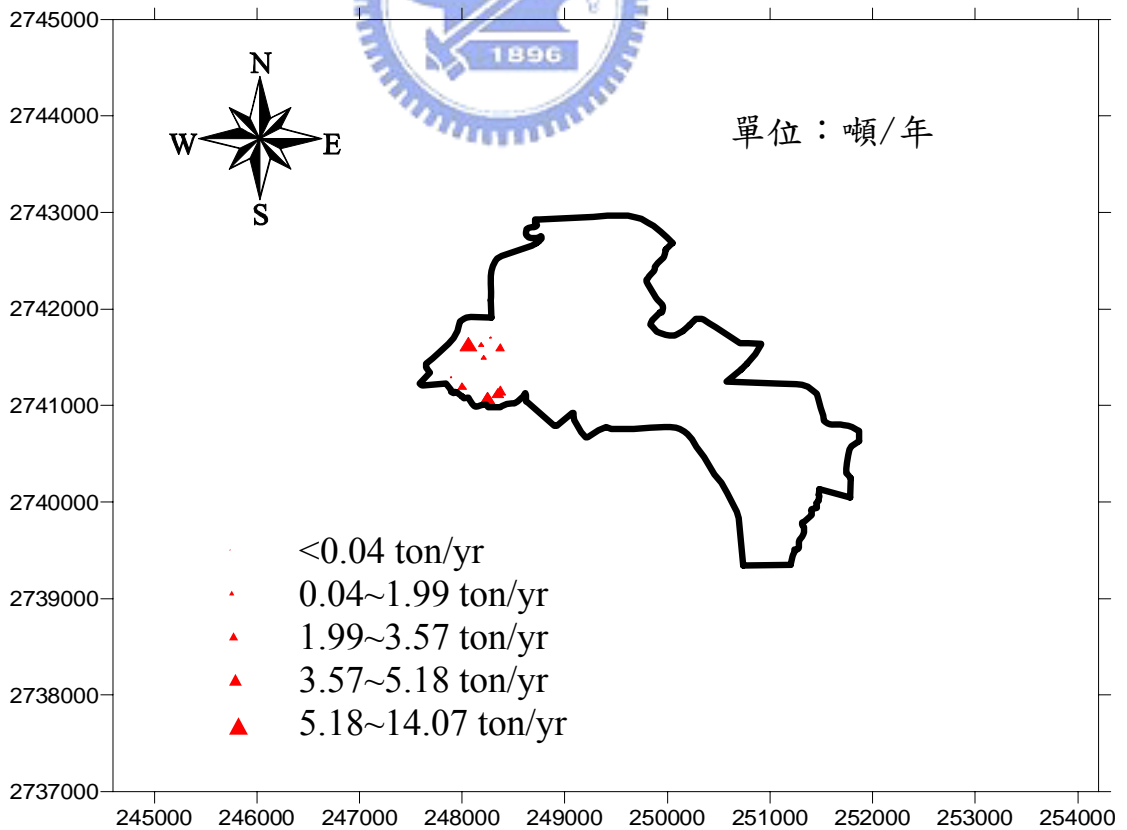 2745000
1896
2744000
N
W
E
S
單位：噸/年
2743000
2742000
2741000
2740000
2739000
2738000
2737000
<0.04 ton/yr
0.04~1.99 ton/yr
1.99~3.57 ton/yr
3.57~5.18 ton/yr
5.18~14.07 ton/yr
245000 246000 247000 248000 249000 250000 251000 252000 253000 254000